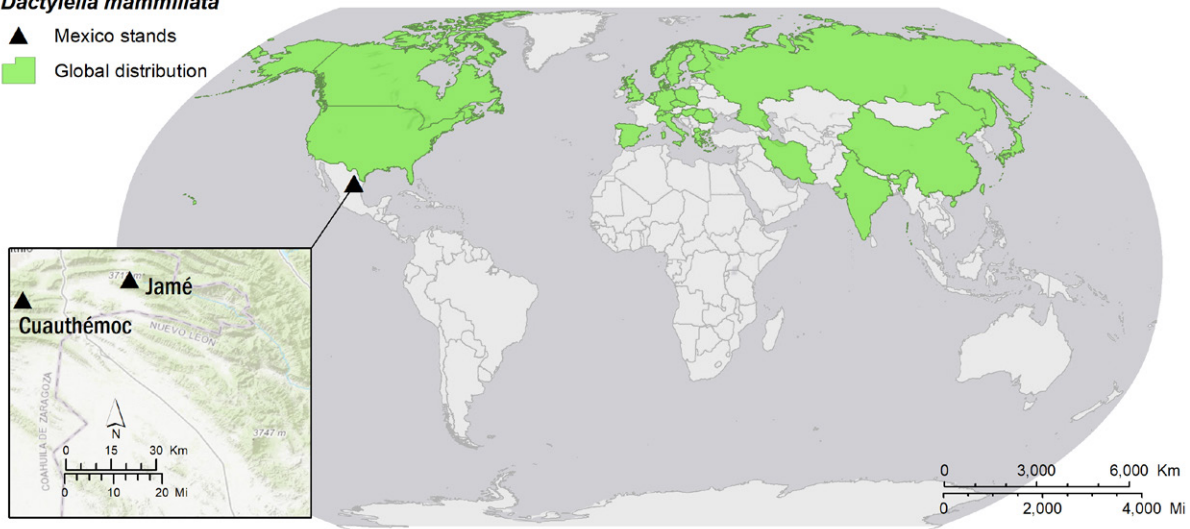 Dactylella mammillata
Mexico stands
Global distribution
Jamé
Cuauthémoc
NUEVO LEON
COAHUILA DE ZARAGOZA
3747 m
N
0 15 30 Km
0 10 20 Mi
0 3,000 6,000 Km
0 2,000 4,000 Mi